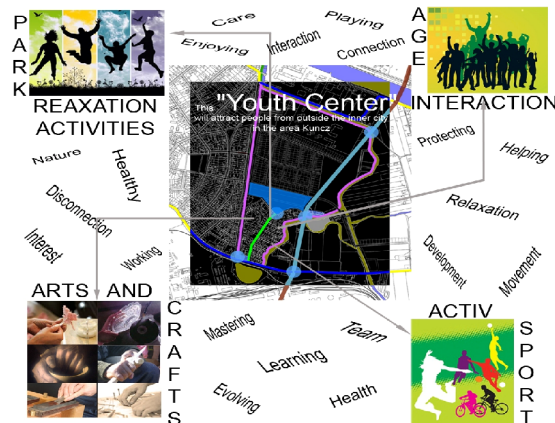 PARK
REAXATION
ACTIVITIES
Care
Playing
Enjoying
Interaction
Connection
AGE
INTERACTION
This "Youth Center"
will attract people from outside the inner city
in the area Kuncz
Nature
Healthy
Disconnection
Interest
Working
Protecting
Helping
Relaxation
Development
Movement
ARTS AND
CRAFTS
Mastering
Team
Learning
Evolving
Health
ACTIV
SPORT